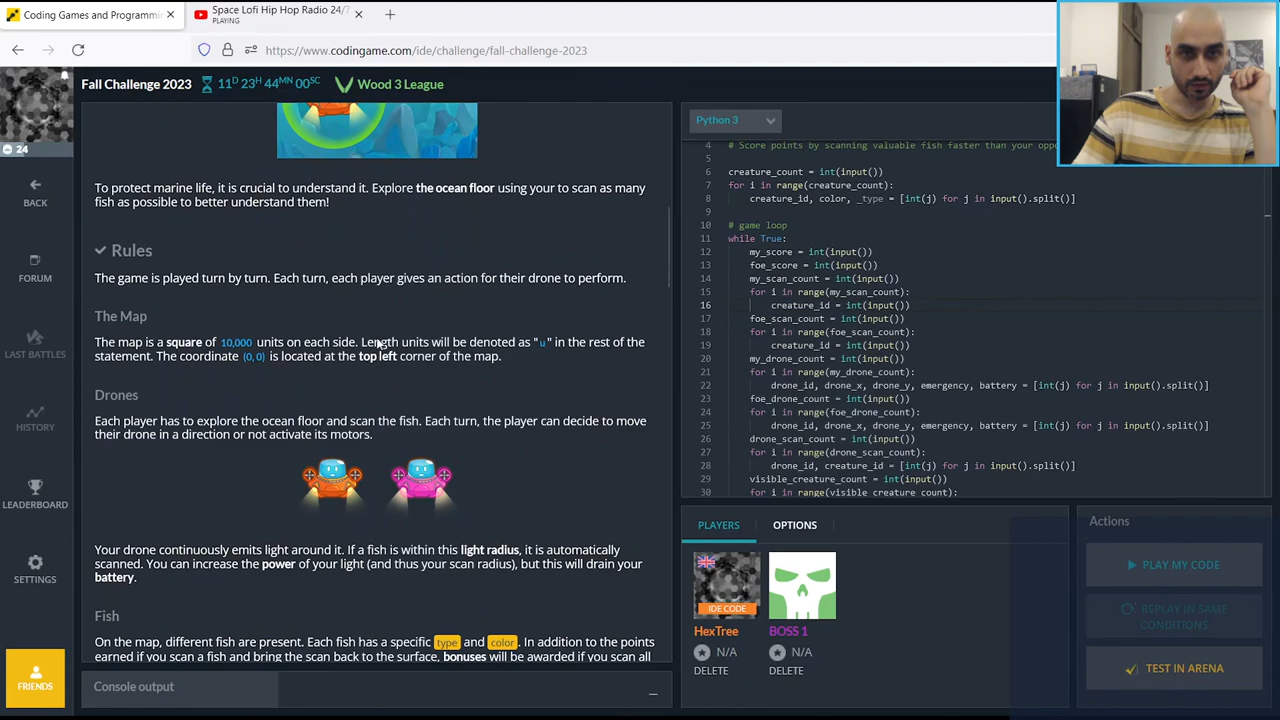 Coding Games and Programmin
Space Lofi Hip Hop Radio 24/7
PLAYING
https://www.codingame.com/ide/challenge/fall-challenge-2023
Fall Challenge 2023
11D 23H 44MN 00SC
Wood 3 League
24
BACK
FORUM
LAST BATTLES
HISTORY
LEADERBOARD
SETTINGS
FRIENDS
To protect marine life, it is crucial to understand it. Explore the ocean floor using your to scan as many
fish as possible to better understand them!
Rules
The game is played turn by turn. Each turn, each player gives an action for their drone to perform.
The Map
The map is a square of 10,000 units on each side. Length units will be denoted as "u" in the rest of the
statement. The coordinate (0, 0) is located at the top left corner of the map.
Drones
Each player has to explore the ocean floor and scan the fish. Each turn, the player can decide to move
their drone in a direction or not activate its motors.
Your drone continuously emits light around it. If a fish is within this light radius, it is automatically
scanned. You can increase the power of your light (and thus your scan radius), but this will drain your
battery.
Fish
On the map, different fish are present. Each fish has a specific type and color. In addition to the points
earned if you scan a fish and bring the scan back to the surface, bonuses will be awarded if you scan all
Console output
Python 3
4 # Score points by scanning valuable fish faster than your oppo
5
6 creature_count = int(input())
7 for i in range(creature_count):
8 creature_id, color, _type = [int(j) for j in input().split()]
9
10 # game loop
11 while True:
12 my_score = int(input())
13 foe_score = int(input())
14 my_scan_count = int(input())
15 for i in range(my_scan_count):
16 creature_id = int(input())
17 foe_scan_count = int(input())
18 for i in range(foe_scan_count):
19 creature_id = int(input())
20 my_drone_count = int(input())
21 for i in range(my_drone_count):
22 drone_id, drone_x, drone_y, emergency, battery = [int(j) for j in input().split()]
23 foe_drone_count = int(input())
24 for i in range(foe_drone_count):
25 drone_id, drone_x, drone_y, emergency, battery = [int(j) for j in input().split()]
26 drone_scan_count = int(input())
27 for i in range(drone_scan_count):
28 drone_id, creature_id = [int(j) for j in input().split()]
29 visible_creature_count = int(input())
30 for i in range(visible_creature_count):
PLAYERS
OPTIONS
IDE CODE
HexTree
N/A
DELETE
BOSS 1
N/A
DELETE
Actions
PLAY MY CODE
REPLAY IN SAME
CONDITIONS
TEST IN ARENA